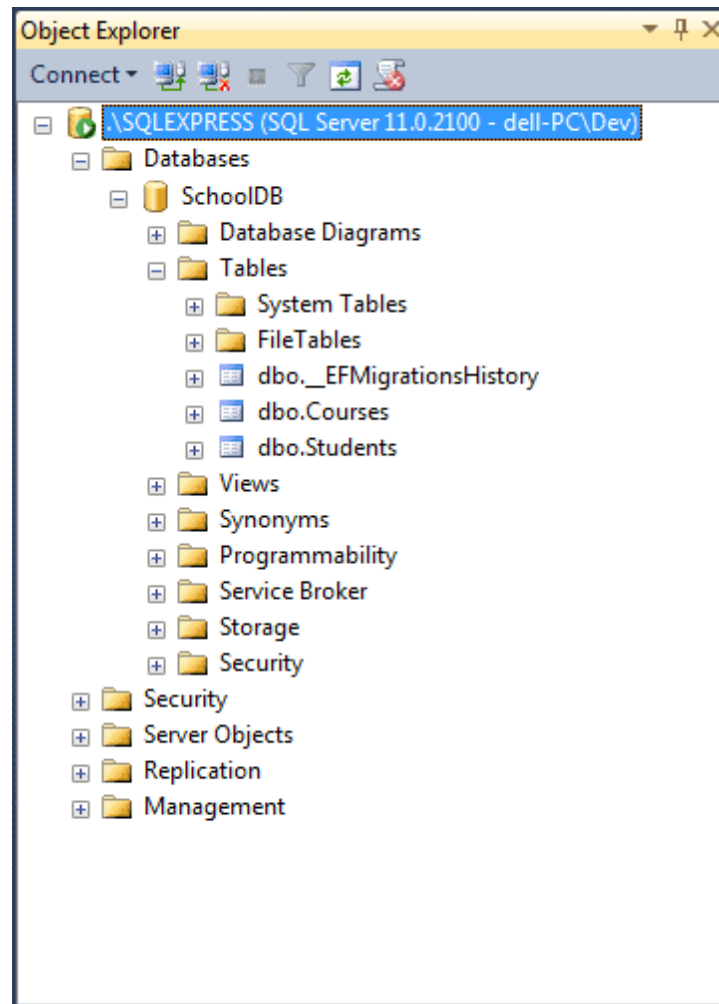 Object Explorer
Connect
.\SQLEXPRESS (SQL Server 11.0.2100 - dell-PC\Dev)
Databases
SchoolDB
Database Diagrams
Tables
System Tables
FileTables
dbo.__EFMigrationsHistory
dbo.Courses
dbo.Students
Views
Synonyms
Programmability
Service Broker
Storage
Security
Security
Server Objects
Replication
Management